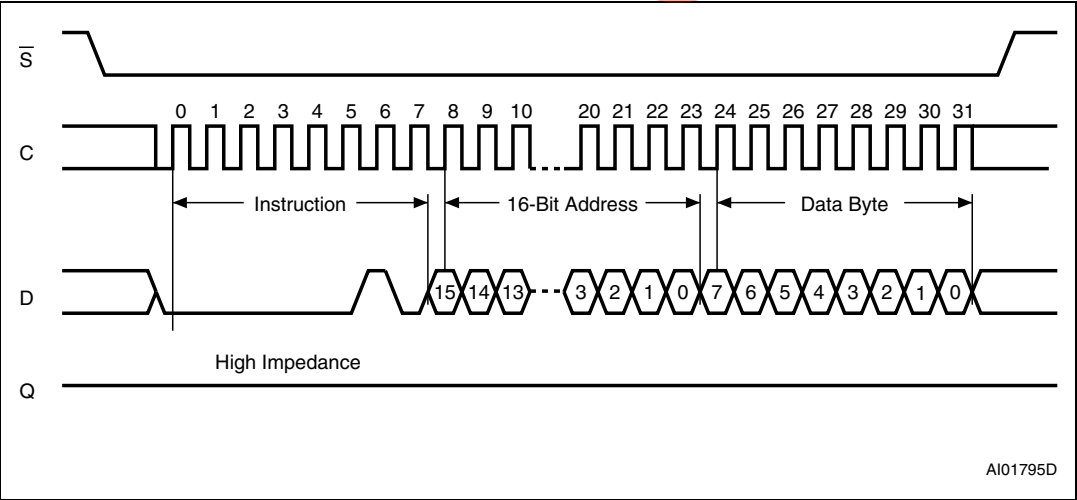 S
0 1 2 3 4 5 6 7 8 9 10 20 21 22 23 24 25 26 27 28 29 30 31
C
Instruction 16-Bit Address Data Byte
D 15 14 13 3 2 1 0 7 6 5 4 3 2 1 0
High Impedance
Q
AI01795D